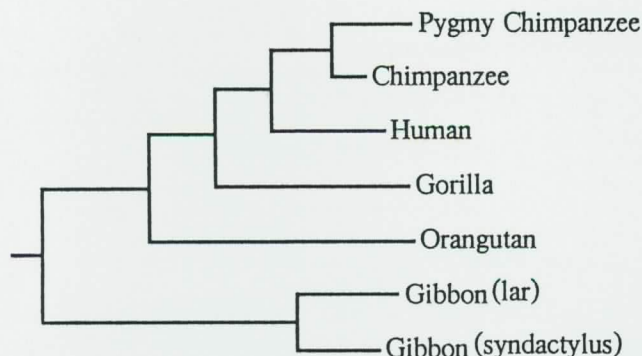 Pygmy Chimpanzee
Chimpanzee
Human
Gorilla
Orangutan
Gibbon (lar)
Gibbon (syndactylus)